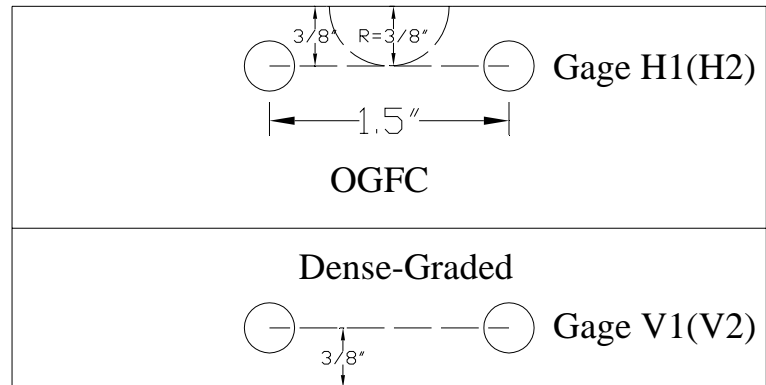 3/8" R=3/8"
Gage H1(H2)
1.5"
OGFC
Dense-Graded
Gage V1(V2)
3/8"